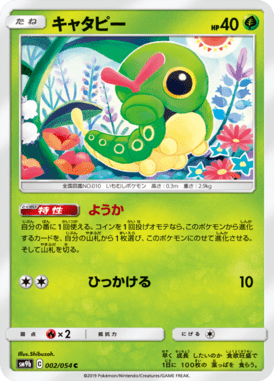 たね
キャタピー
HP40
全国図鑑NO.010 いもむしポケモン 高さ:0.3m 重さ:2.9kg
特性 ようか
自分の番に1回使える。コインを1回投げオモテなら、このポケモンから進化
するカードを、自分の山札から1枚選び、このポケモンにのせて進化させる。
そして山札を切る。
ひっかける 10
弱点 ×2 抵抗力 にげる
Illus.Shibuzoh.
sm9b C 002/054 C
早く 成長 したいのか 食欲旺盛で
1日に 100枚もの 葉っぱを 食べる。
©2019 Pokémon/Nintendo/Creatures/GAME FREAK.